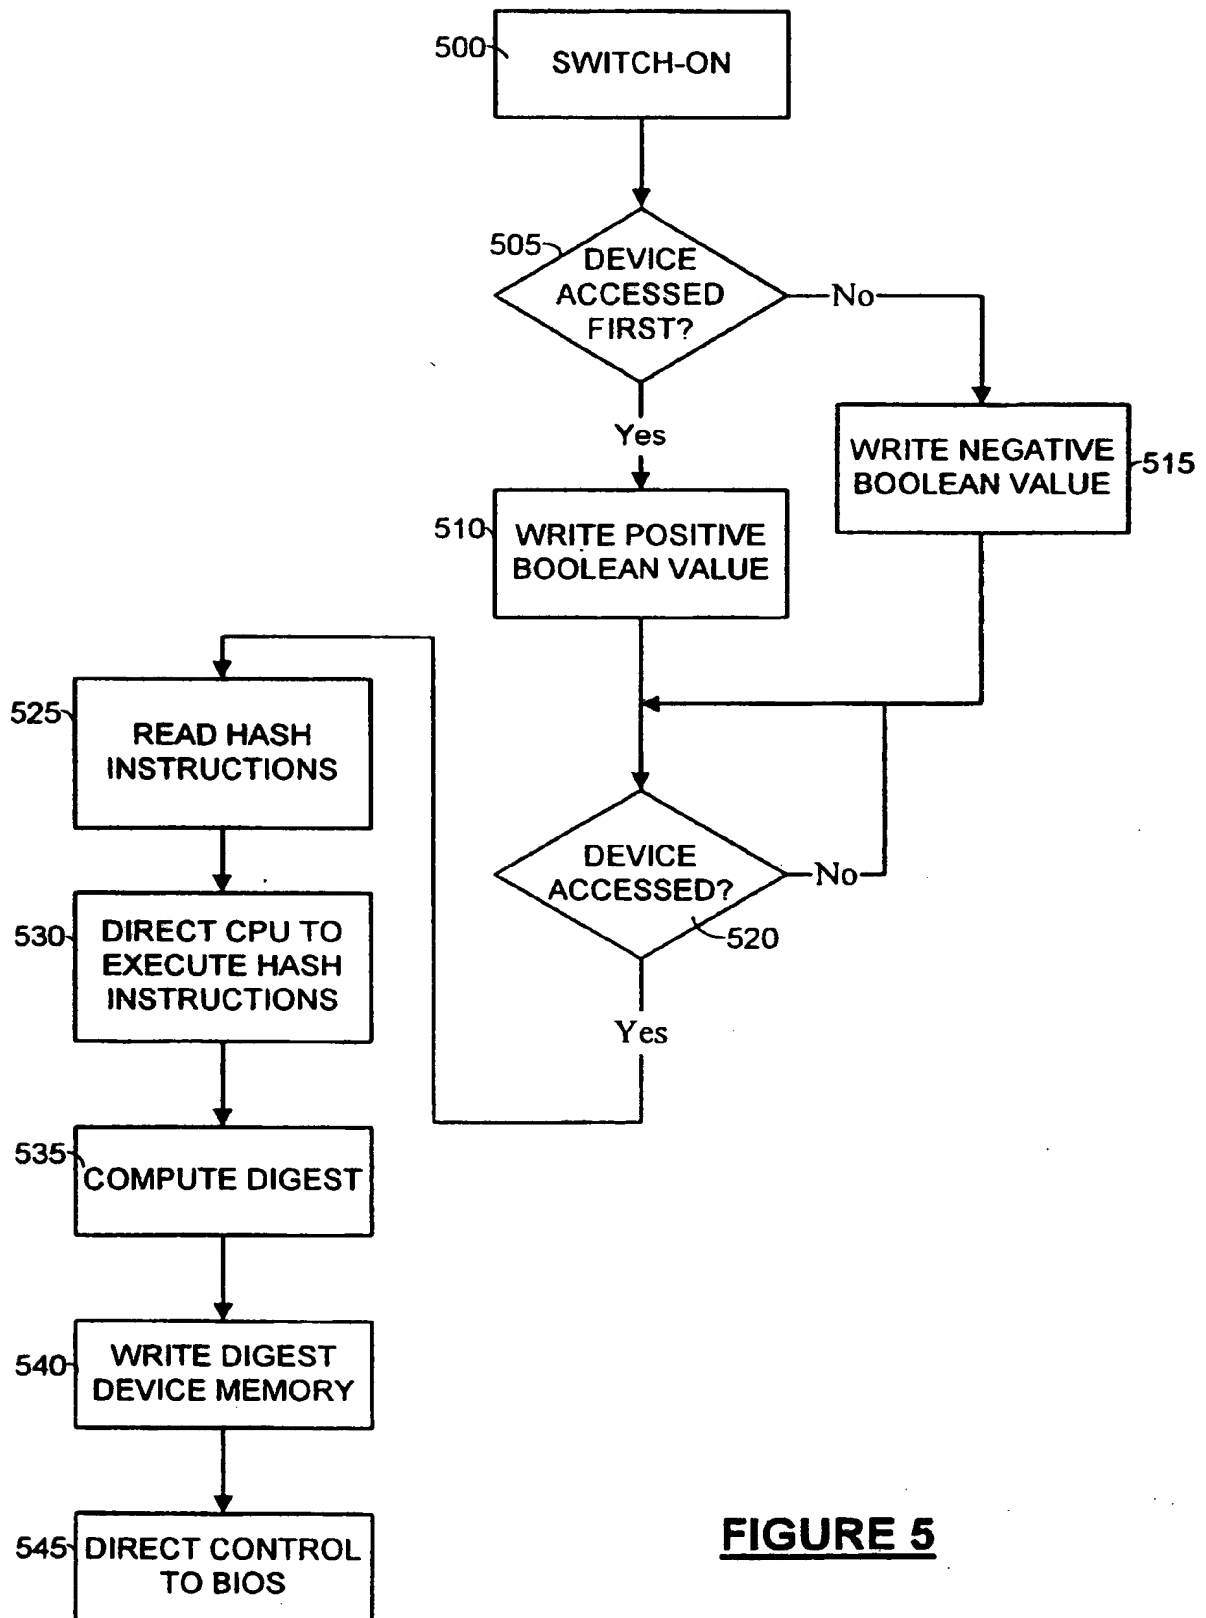 500
SWITCH-ON
505
DEVICE
ACCESSED
FIRST?
No
Yes
WRITE NEGATIVE
BOOLEAN VALUE
515
510
WRITE POSITIVE
BOOLEAN VALUE
525
READ HASH
INSTRUCTIONS
DEVICE
ACCESSED?
No
520
Yes
530
DIRECT CPU TO
EXECUTE HASH
INSTRUCTIONS
535
COMPUTE DIGEST
540
WRITE DIGEST
DEVICE MEMORY
545
DIRECT CONTROL
TO BIOS
FIGURE 5